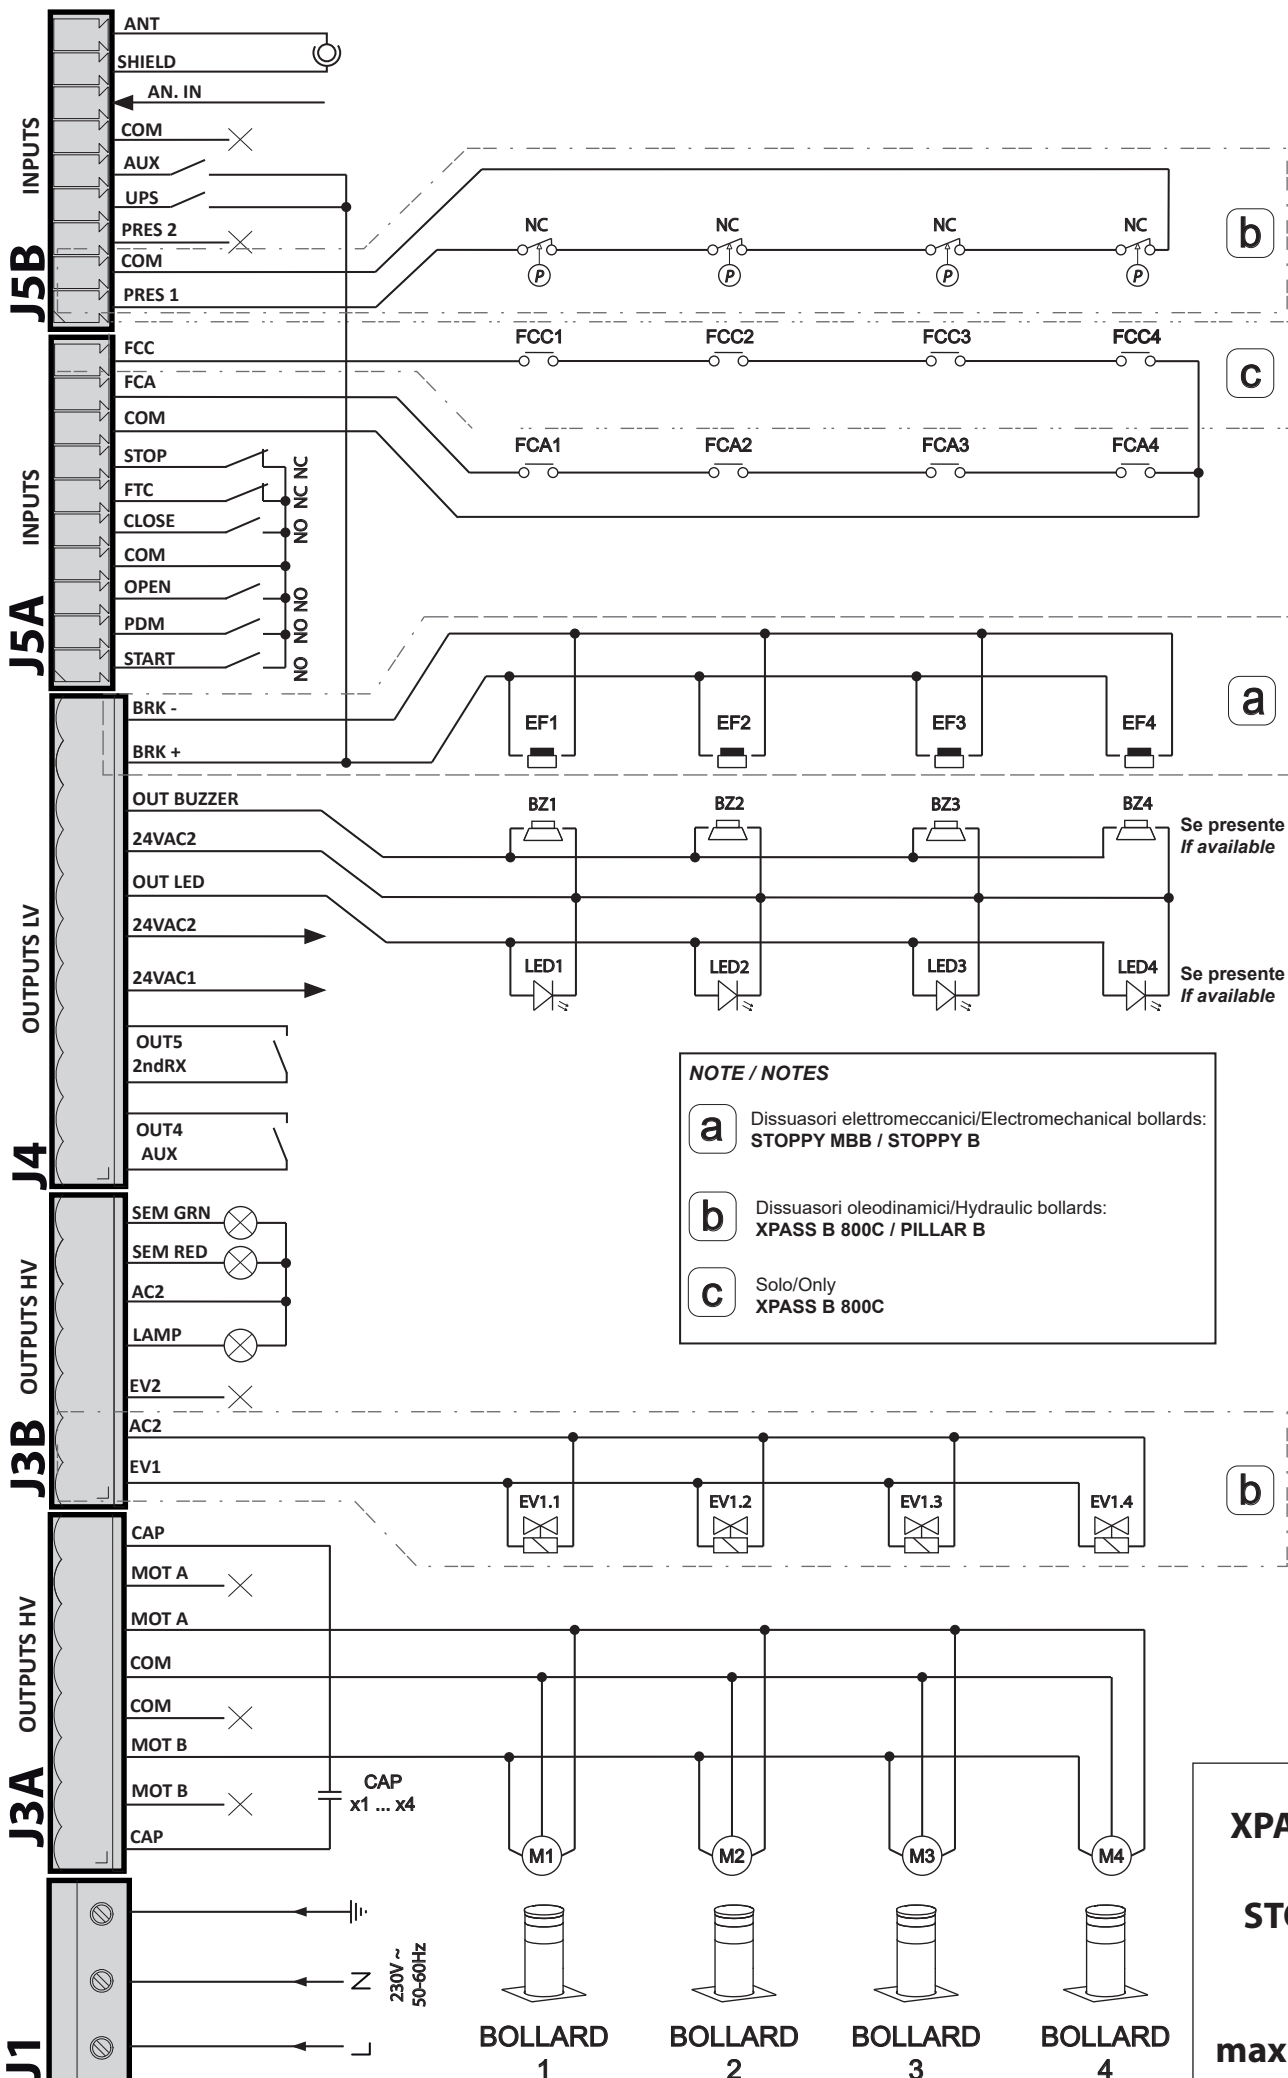 J5B
INPUTS
ANT
SHIELD
AN. IN
COM
AUX
UPS
PRES 2
COM
PRES 1
NC
NC
NC
NC
P
P
P
P
b
J5A
INPUTS
FCC
FCA
COM
STOP
FTC
CLOSE
COM
OPEN
PDM
START
NC
NC
NO
NO
NO
NO
FCC1
FCC2
FCC3
FCC4
c
FCA1
FCA2
FCA3
FCA4
J4
OUTPUTS LV
BRK -
BRK +
OUT BUZZER
24VAC2
OUT LED
24VAC2
24VAC1
OUT5
2ndRX
OUT4
AUX
EF1
EF2
EF3
EF4
a
BZ1
BZ2
BZ3
BZ4
Se presente
If available
LED1
LED2
LED3
LED4
Se presente
If available
NOTE / NOTES
a
Dissuasori elettromeccanici/Electromechanical bollards:
STOPPY MBB / STOPPY B
b
Dissuasori oleodinamici/Hydraulic bollards:
XPASS B 800C / PILLAR B
c
Solo/Only
XPASS B 800C
J3B
OUTPUTS HV
SEM GRN
SEM RED
AC2
LAMP
EV2
AC2
EV1
EV1.1
EV1.2
EV1.3
EV1.4
b
J3A
OUTPUTS HV
CAP
MOT A
MOT A
COM
COM
MOT B
MOT B
CAP
CAP
x1 ... x4
M1
M2
M3
M4
J1
N
L
230V ~
50-60Hz
BOLLARD
1
BOLLARD
2
BOLLARD
3
BOLLARD
4
XPA
STO
max